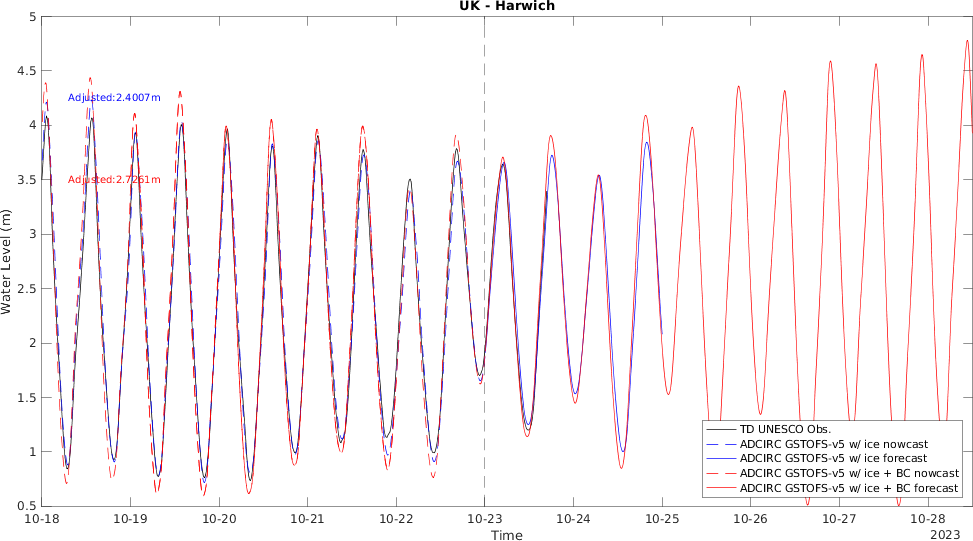 UK - Harwich
5
4.5
4
3.5
3
2.5
2
1.5
1
0.5
Water Level (m)
Adjusted:2.4007m
Adjusted:2.7261m
TD UNESCO Obs.
ADCIRC GSTOFS-v5 w/ ice nowcast
ADCIRC GSTOFS-v5 w/ ice forecast
ADCIRC GSTOFS-v5 w/ ice + BC nowcast
ADCIRC GSTOFS-v5 w/ ice + BC forecast
10-18 10-19 10-20 10-21 10-22 10-23 10-24 10-25 10-26 10-27 10-28
Time
2023